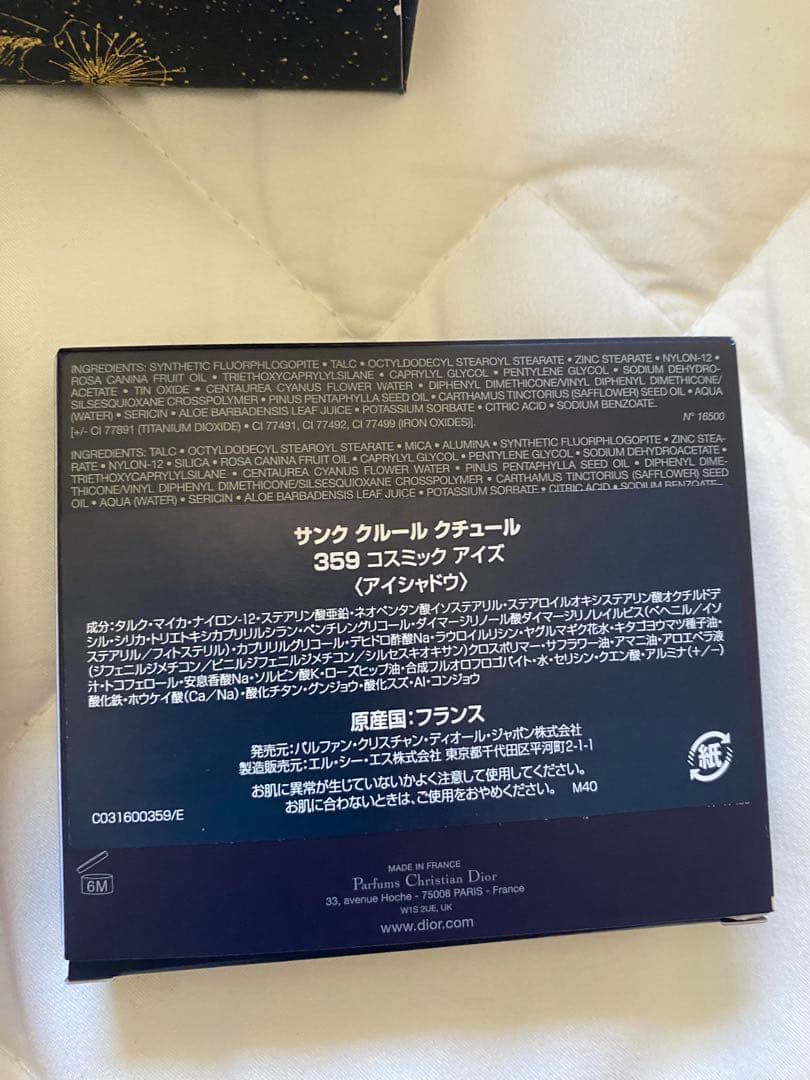 INGREDIENTS: SYNTHETIC FLUORPHLOGOPITE • TALC • OCTYLDODECYL STEAROYL STEARATE • ZINC STEARATE • NYLON-12 •
ROSA CANINA FRUIT OIL • TRIETHOXYCAPRYLYLSILANE • CAPRYLYL GLYCOL • PENTYLENE GLYCOL • SODIUM DEHYDRO-
ACETATE • TIN OXIDE • CENTAUREA CYANUS FLOWER WATER • DIPHENYL DIMETHICONE/VINYL DIPHENYL DIMETHICONE/
SILSESQUIOXANE CROSSPOLYMER • PINUS PENTAPHYLLA SEED OIL • CARTHAMUS TINCTORIUS (SAFFLOWER) SEED OIL • AQUA
(WATER) • SERICIN • ALOE BARBADENSIS LEAF JUICE • POTASSIUM SORBATE • CITRIC ACID • SODIUM BENZOATE.
[+/- CI 77891 (TITANIUM DIOXIDE) • CI 77491, CI 77492, CI 77499 (IRON OXIDES)]. N° 16500
INGREDIENTS: TALC • OCTYLDODECYL STEAROYL STEARATE • MICA • ALUMINA • SYNTHETIC FLUORPHLOGOPITE • ZINC STEA-
RATE • NYLON-12 • SILICA • ROSA CANINA FRUIT OIL • CAPRYLYL GLYCOL • PENTYLENE GLYCOL • SODIUM DEHYDROACETATE •
TRIETHOXYCAPRYLYLSILANE • CENTAUREA CYANUS FLOWER WATER • PINUS PENTAPHYLLA SEED OIL • DIPHENYL DIME-
THICONE/VINYL DIPHENYL DIMETHICONE/SILSESQUIOXANE CROSSPOLYMER • CARTHAMUS TINCTORIUS (SAFFLOWER) SEED
OIL • AQUA (WATER) • SERICIN • ALOE BARBADENSIS LEAF JUICE • POTASSIUM SORBATE • CITRIC ACID • SODIUM BENZOATE
サンク クルール クチュール
359 コスミック アイズ
〈アイシャドウ〉
成分:タルク・マイカ・ナイロン-12・ステアリン酸亜鉛・ネオペンタン酸イソステアリル・ステアロイルオキシステアリン酸オクチルドデ
シル・シリカ・トリエトキシカプリリルシラン・ペンチレングリコール・ダイマージリノール酸ダイマージリノレイルビス(ベヘニル/イソ
ステアリル/フィトステリル)・カプリリルグリコール・デヒドロ酢酸Na・ラウロイルリシン・ヤグルマギク花水・キタゴヨウマツ種子油・
(ジフェニルジメチコン/ビニルジフェニルジメチコン/シルセスキオキサン)クロスポリマー・サフラワー油・アマニ油・アロエベラ液
汁・トコフェロール・安息香酸Na・ソルビン酸K・ローズヒップ油・合成フルオロフロゴパイト・水・セリシン・クエン酸・アルミナ(+/-)
酸化鉄・ホウケイ酸(Ca/Na)・酸化チタン・グンジョウ・酸化スズ・Al・コンジョウ
原産国:フランス
発売元:パルファン・クリスチャン・ディオール・ジャポン株式会社
製造販売元:エル・シー・エス株式会社 東京都千代田区平河町2-1-1
お肌に異常が生じていないかよく注意して使用してください。
お肌に合わないときは、ご使用をおやめください。 M40
紙
C031600359/E
6M
MADE IN FRANCE
Parfums Christian Dior
33, avenue Hoche - 75008 PARIS - France
W1S 2UE, UK
www.dior.com